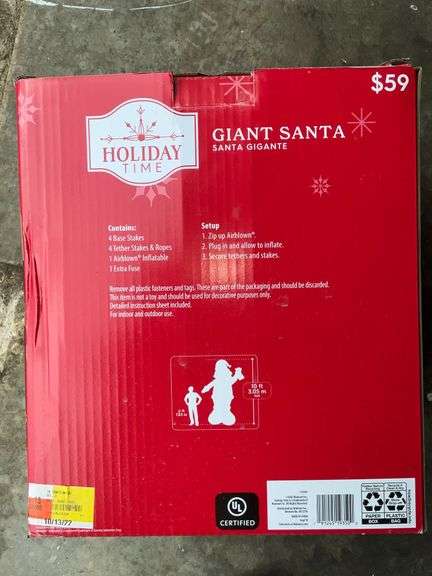 $59
HOLIDAY
TIME
GIANT SANTA
SANTA GIGANTE
Contains:
4 Base Stakes
4 Tether Stakes & Ropes
1 Airblown® Inflatable
1 Extra Fuse
Setup
1. Zip up Airblown®.
2. Plug in and allow to inflate.
3. Secure tethers and stakes.
Remove all plastic fasteners and tags. These are part of the packaging and should be discarded.
This item is not a toy and should be used for decorative purposes only.
Detailed instruction sheet included.
For indoor and outdoor use.
10 ft
3.05 m
6 ft
10/13/22
UL
CERTIFIED
PAPER
BOX
PLASTIC
BAG